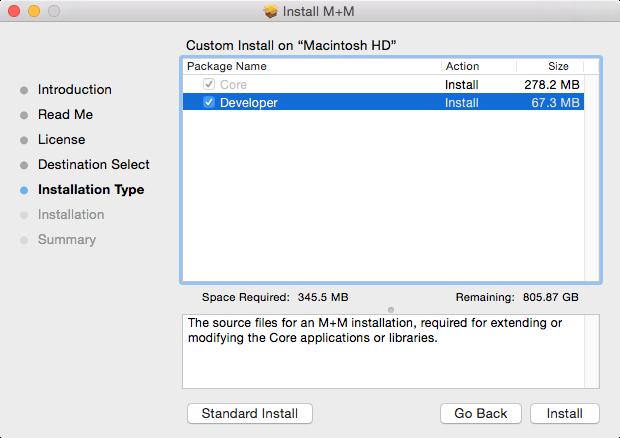 Install M+M
Custom Install on “Macintosh HD”
Package Name Action Size
Core Install 278.2 MB
Developer Install 67.3 MB
Introduction
Read Me
License
Destination Select
Installation Type
Installation
Summary
Space Required: 345.5 MB Remaining: 805.87 GB
The source files for an M+M installation, required for extending or
modifying the Core applications or libraries.
Standard Install Go Back Install